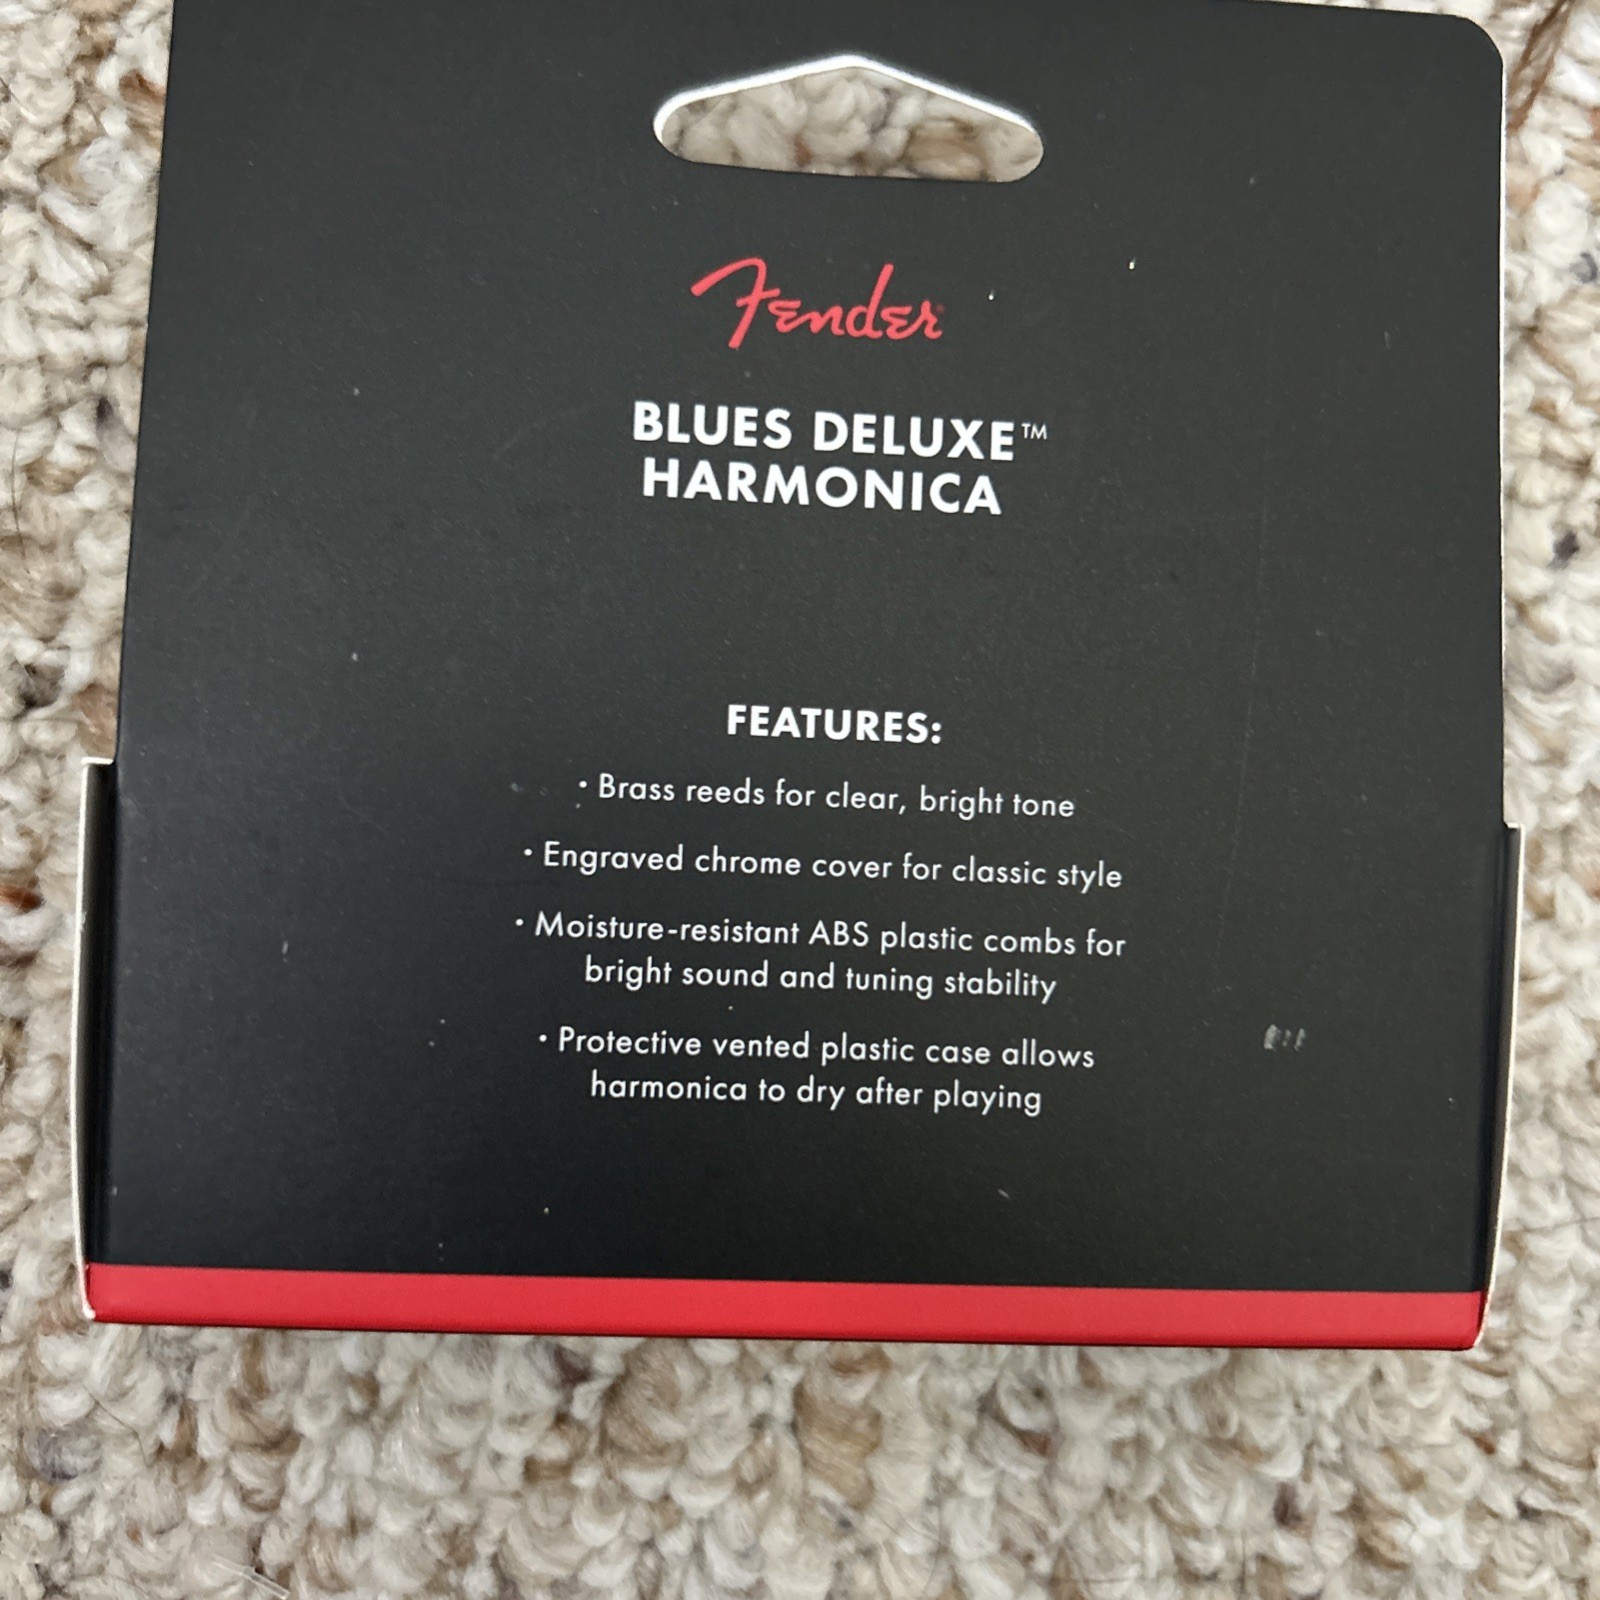 Fender
BLUES DELUXE™
HARMONICA
FEATURES:
• Brass reeds for clear, bright tone
• Engraved chrome cover for classic style
• Moisture-resistant ABS plastic combs for
bright sound and tuning stability
• Protective vented plastic case allows
harmonica to dry after playing